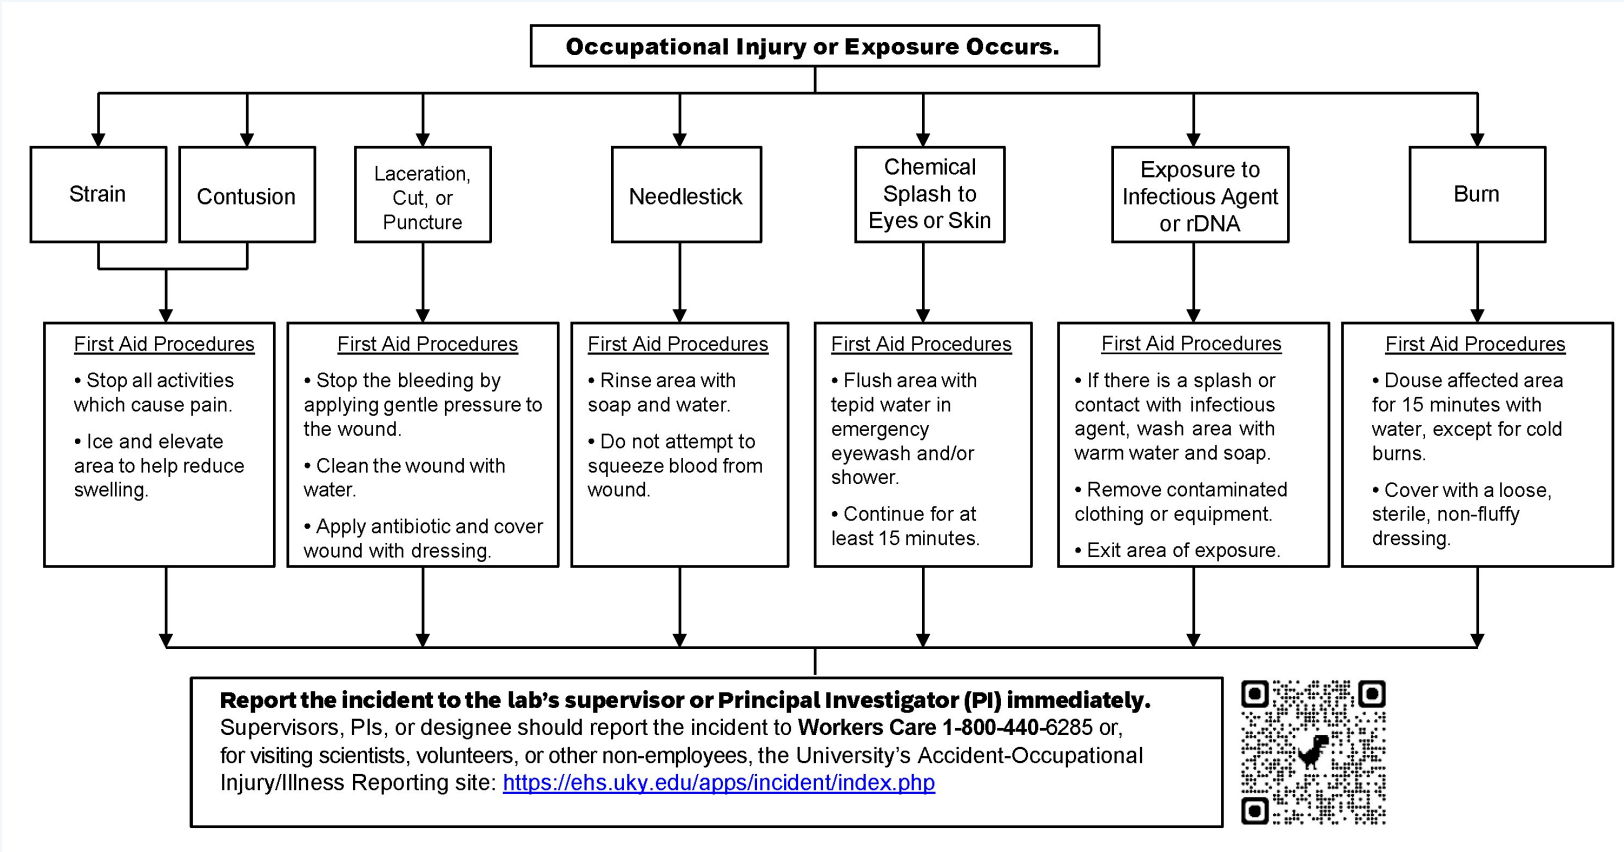 Occupational Injury or Exposure Occurs.
Strain
Contusion
Laceration,
Cut, or
Puncture
Needlestick
Chemical
Splash to
Eyes or Skin
Exposure to
Infectious Agent
or rDNA
Burn
First Aid Procedures
• Stop all activities
which cause pain.
• Ice and elevate
area to help reduce
swelling.
First Aid Procedures
• Stop the bleeding by
applying gentle pressure to
the wound.
• Clean the wound with
water.
• Apply antibiotic and cover
wound with dressing.
First Aid Procedures
• Rinse area with
soap and water.
• Do not attempt to
squeeze blood from
wound.
First Aid Procedures
• Flush area with
tepid water in
emergency
eyewash and/or
shower.
• Continue for at
least 15 minutes.
First Aid Procedures
• If there is a splash or
contact with infectious
agent, wash area with
warm water and soap.
• Remove contaminated
clothing or equipment.
• Exit area of exposure.
First Aid Procedures
• Douse affected area
for 15 minutes with
water, except for cold
burns.
• Cover with a loose,
sterile, non-fluffy
dressing.
Report the incident to the lab's supervisor or Principal Investigator (PI) immediately.
Supervisors, PIs, or designee should report the incident to Workers Care 1-800-440-6285 or,
for visiting scientists, volunteers, or other non-employees, the University's Accident-Occupational
Injury/Illness Reporting site: https://ehs.uky.edu/apps/incident/index.php